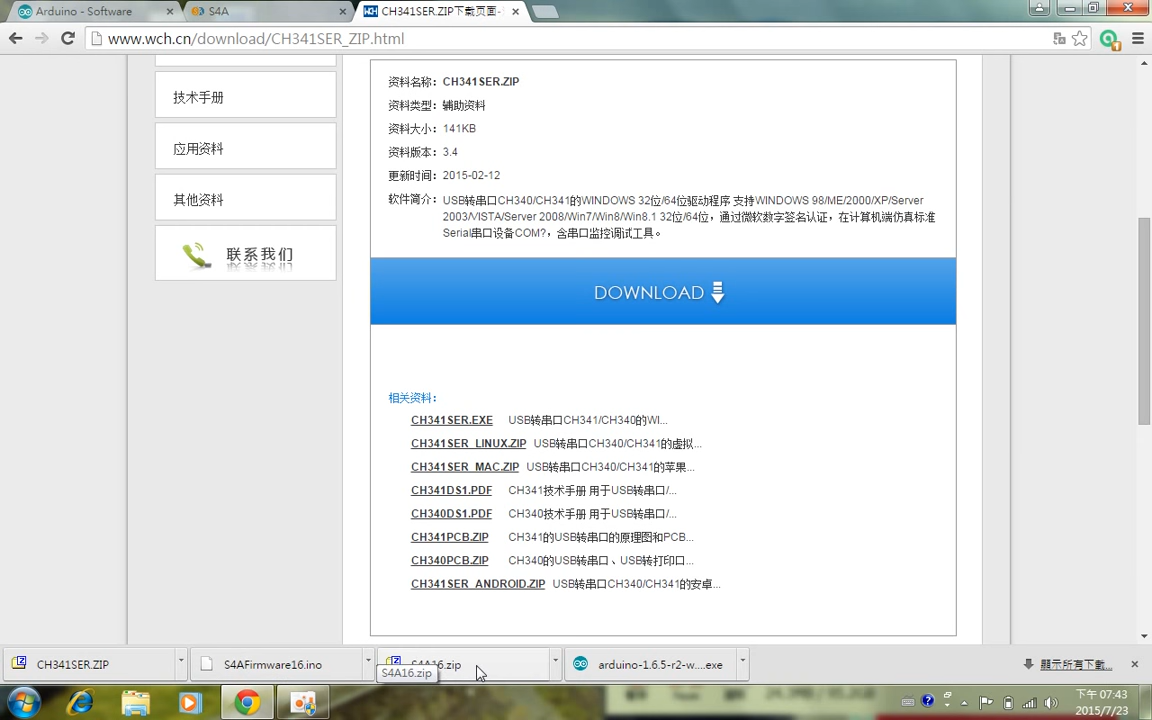 Arduino - Software
S4A
CH341SER.ZIP下载页面-
www.wch.cn/download/CH341SER_ZIP.html
技术手册
应用资料
其他资料
联系我们
资料名称: CH341SER.ZIP
资料类型: 辅助资料
资料大小: 141KB
资料版本: 3.4
更新时间: 2015-02-12
软件简介: USB转串口CH340/CH341的WINDOWS 32位/64位驱动程序 支持WINDOWS 98/ME/2000/XP/Server
2003/VISTA/Server 2008/Win7/Win8/Win8.1 32位/64位，通过微软数字签名认证，在计算机端仿真标准
Serial串口设备COM?，含串口监控调试工具。
DOWNLOAD
相关资料：
CH341SER.EXE USB转串口CH341/CH340的WI...
CH341SER_LINUX.ZIP USB转串口CH340/CH341的虚拟...
CH341SER_MAC.ZIP USB转串口CH340/CH341的苹果...
CH341DS1.PDF CH341技术手册 用于USB转串口/...
CH340DS1.PDF CH340技术手册 用于USB转串口/...
CH341PCB.ZIP CH341的USB转串口的原理图和PCB...
CH340PCB.ZIP CH340的USB转串口、USB转打印口...
CH341SER_ANDROID.ZIP USB转串口CH340/CH341的安卓...
CH341SER.ZIP
S4AFirmware16.ino
S4A16.zip
arduino-1.6.5-r2-w....exe
顯示所有下載...
S4A16.zip
下午 07:43
2015/7/23